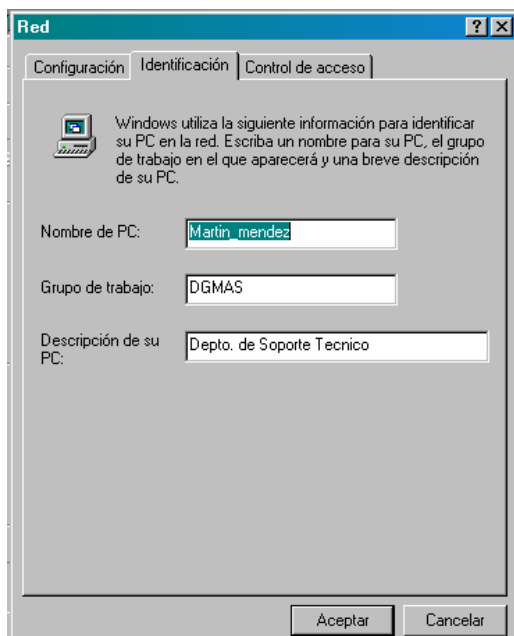 Red
Configuración Identificación Control de acceso
Windows utiliza la siguiente información para identificar
su PC en la red. Escriba un nombre para su PC, el grupo
de trabajo en el que aparecerá y una breve descripción
de su PC.
Nombre de PC: Martin_mendez
Grupo de trabajo: DGMAS
Descripción de su
PC:
Depto. de Soporte Tecnico
Aceptar Cancelar